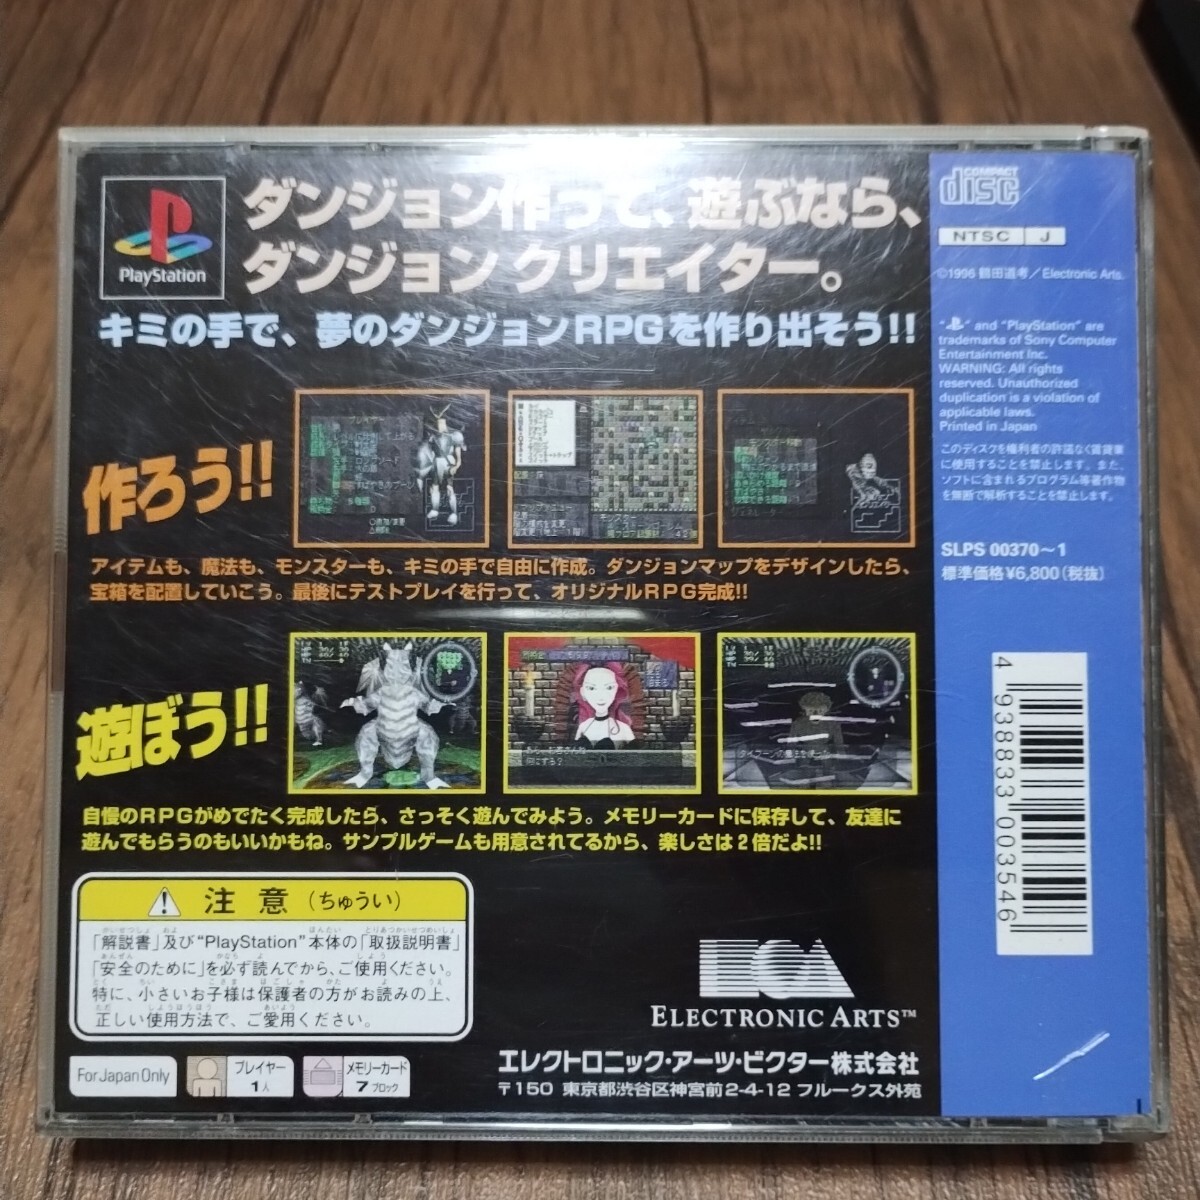 PlayStation
ダンジョン作って、遊ぶなら、
ダンジョン クリエイター。
キミの手で、夢のダンジョンRPGを作り出そう!!
作ろう!!
アイテムも、魔法も、モンスターも、キミの手で自由に作成。ダンジョンマップをデザインしたら、
宝箱を配置していこう。最後にテストプレイを行って、オリジナルRPG完成!!
遊ぼう!!
何にする?
自慢のRPGがめでたく完成したら、さっそく遊んでみよう。メモリーカードに保存して、友達に
遊んでもらうのもいいかもね。サンプルゲームも用意されてるから、楽しさは2倍だよ!!
注意(ちゅうい)
「解説書」及び“PlayStation”本体の「取扱説明書」
「安全のために」を必ず読んでから、ご使用ください。
特に、小さいお子様は保護者の方がお読みの上、
正しい使用方法で、ご愛用ください。
For Japan Only
プレイヤー
1人
メモリーカード
7ブロック
ELECTRONIC ARTS™
エレクトロニック・アーツ・ビクター株式会社
〒150 東京都渋谷区神宮前2-4-12 フルークス外苑
COMPACT
disc
NTSC J
©1996 鶴田道孝/Electronic Arts.
“ ” and “PlayStation” are
trademarks of Sony Computer
Entertainment Inc.
WARNING: All rights
reserved. Unauthorized
duplication is a violation of
applicable laws.
Printed in Japan
このディスクを権利者の許諾なく賃貸業
に使用することを禁止します。また、
ソフトに含まれるプログラム等著作物
を無断で解析することも禁止します。
SLPS 00370~1
標準価格¥6,800(税抜)
4 938833 003546